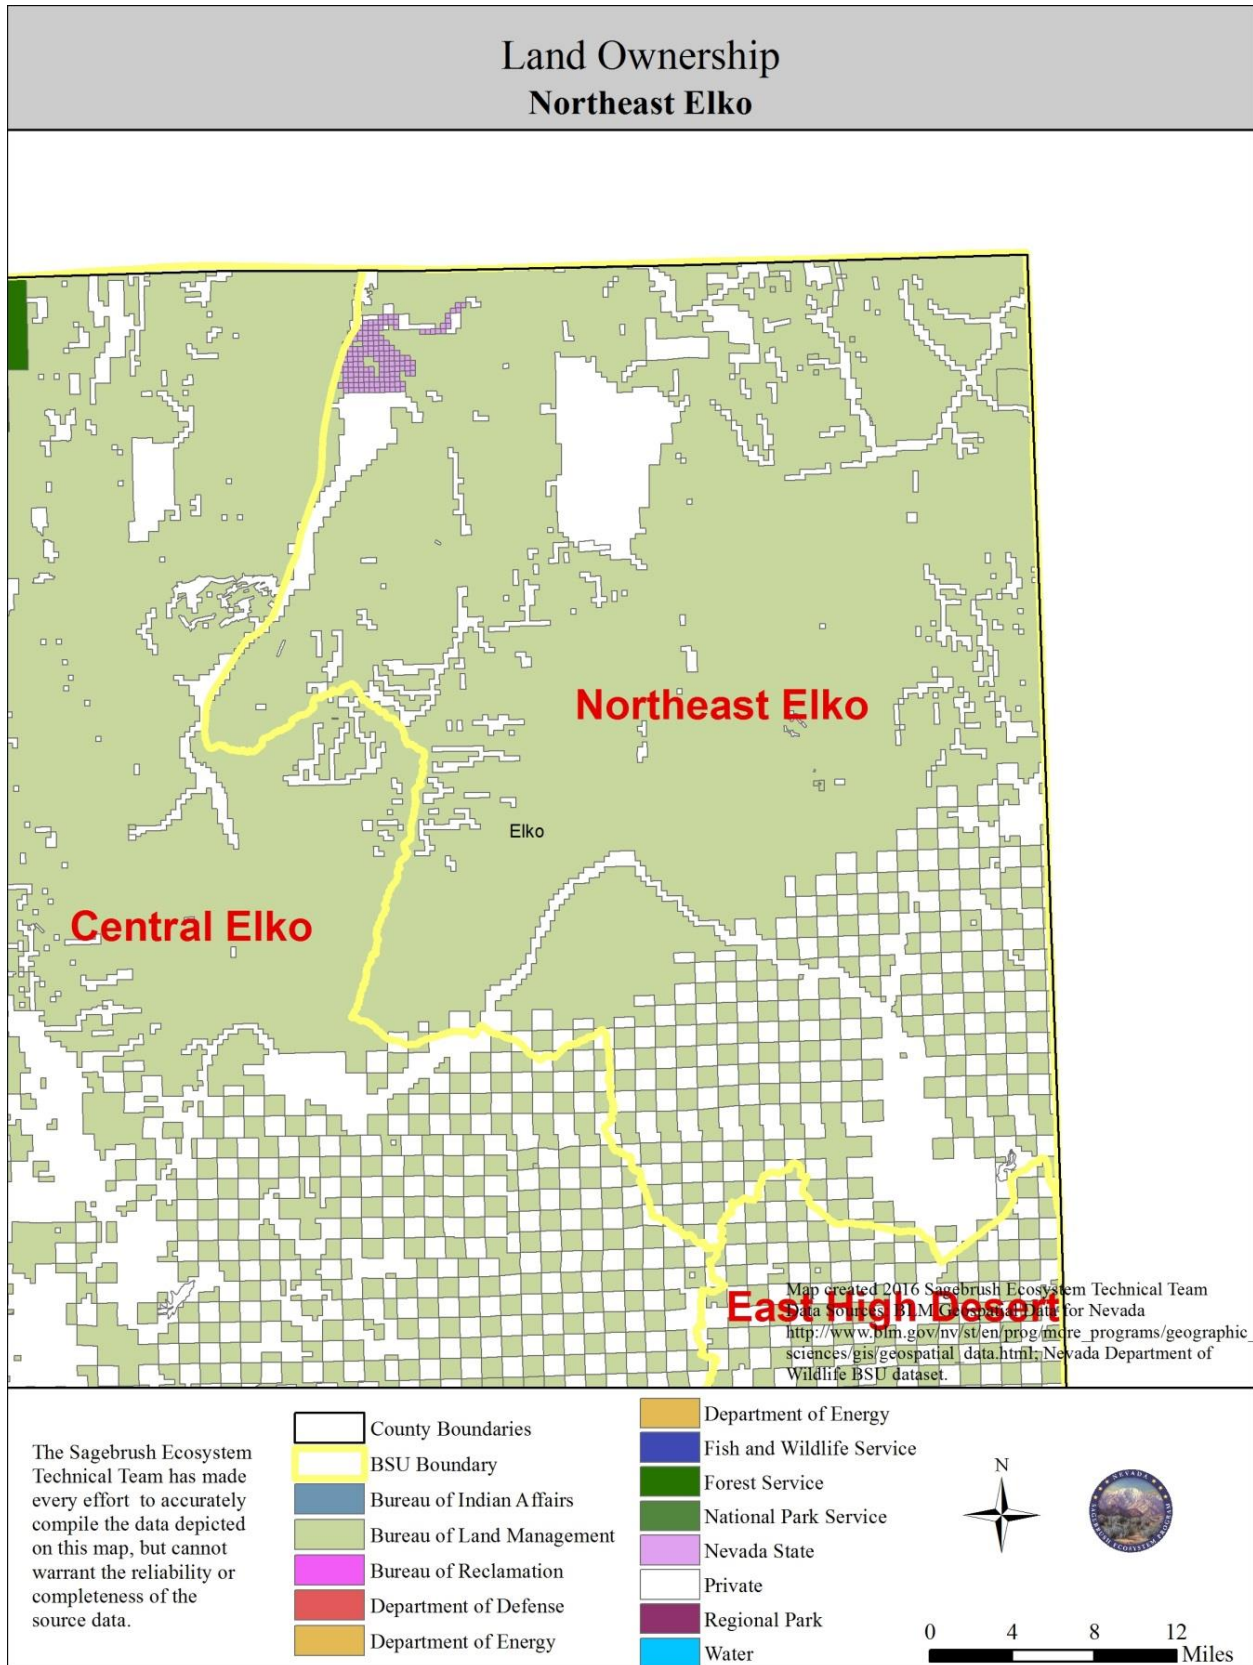 Land Ownership
Northeast Elko
Northeast Elko
Elko
Central Elko
East High Desert
Map created 2016 Sagebrush Ecosystem Technical Team
Data Sources: BLM Geospatial Data for Nevada
http://www.blm.gov/nv/st/en/prog/more_programs/geographic_
sciences/gis/geospatial_data.html; Nevada Department of
Wildlife BSU dataset.
The Sagebrush Ecosystem
Technical Team has made
every effort to accurately
compile the data depicted
on this map, but cannot
warrant the reliability or
completeness of the
source data.
County Boundaries
BSU Boundary
Bureau of Indian Affairs
Bureau of Land Management
Bureau of Reclamation
Department of Defense
Department of Energy
Department of Energy
Fish and Wildlife Service
Forest Service
National Park Service
Nevada State
Private
Regional Park
Water
N
NEVADA
SAGEBRUSH ECOSYSTEM PROGRAM
0 4 8 12
Miles